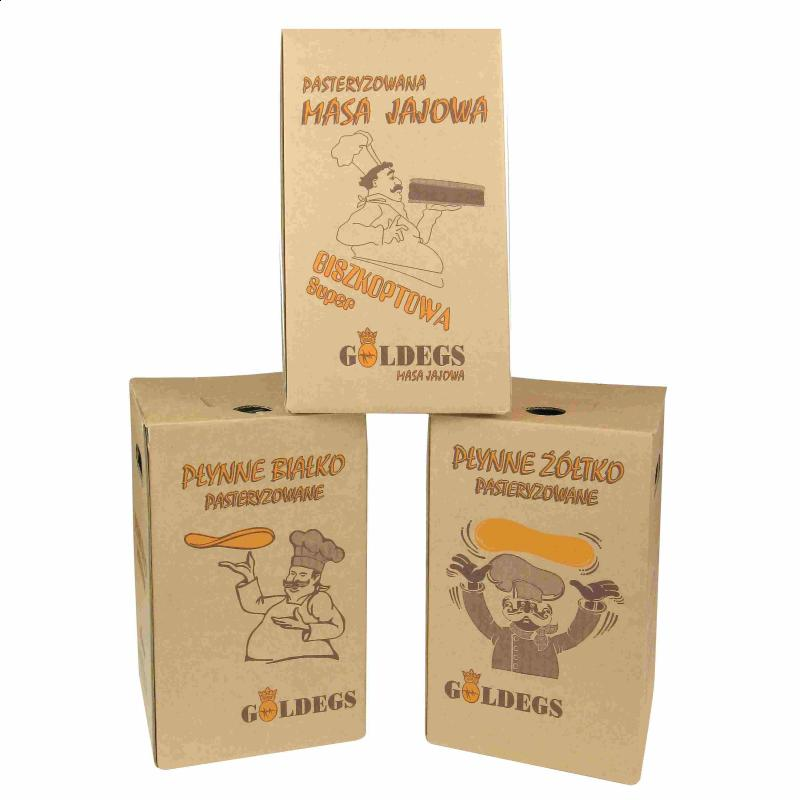 PASTERYZOWANA
MASA JAJOWA
BISZKOPTOWA
Super
GOLDEGS
MASA JAJOWA
PŁYNNE BIAŁKO
PASTERYZOWANE
GOLDEGS
PŁYNNE ŻÓŁTKO
PASTERYZOWANE
GOLDEGS